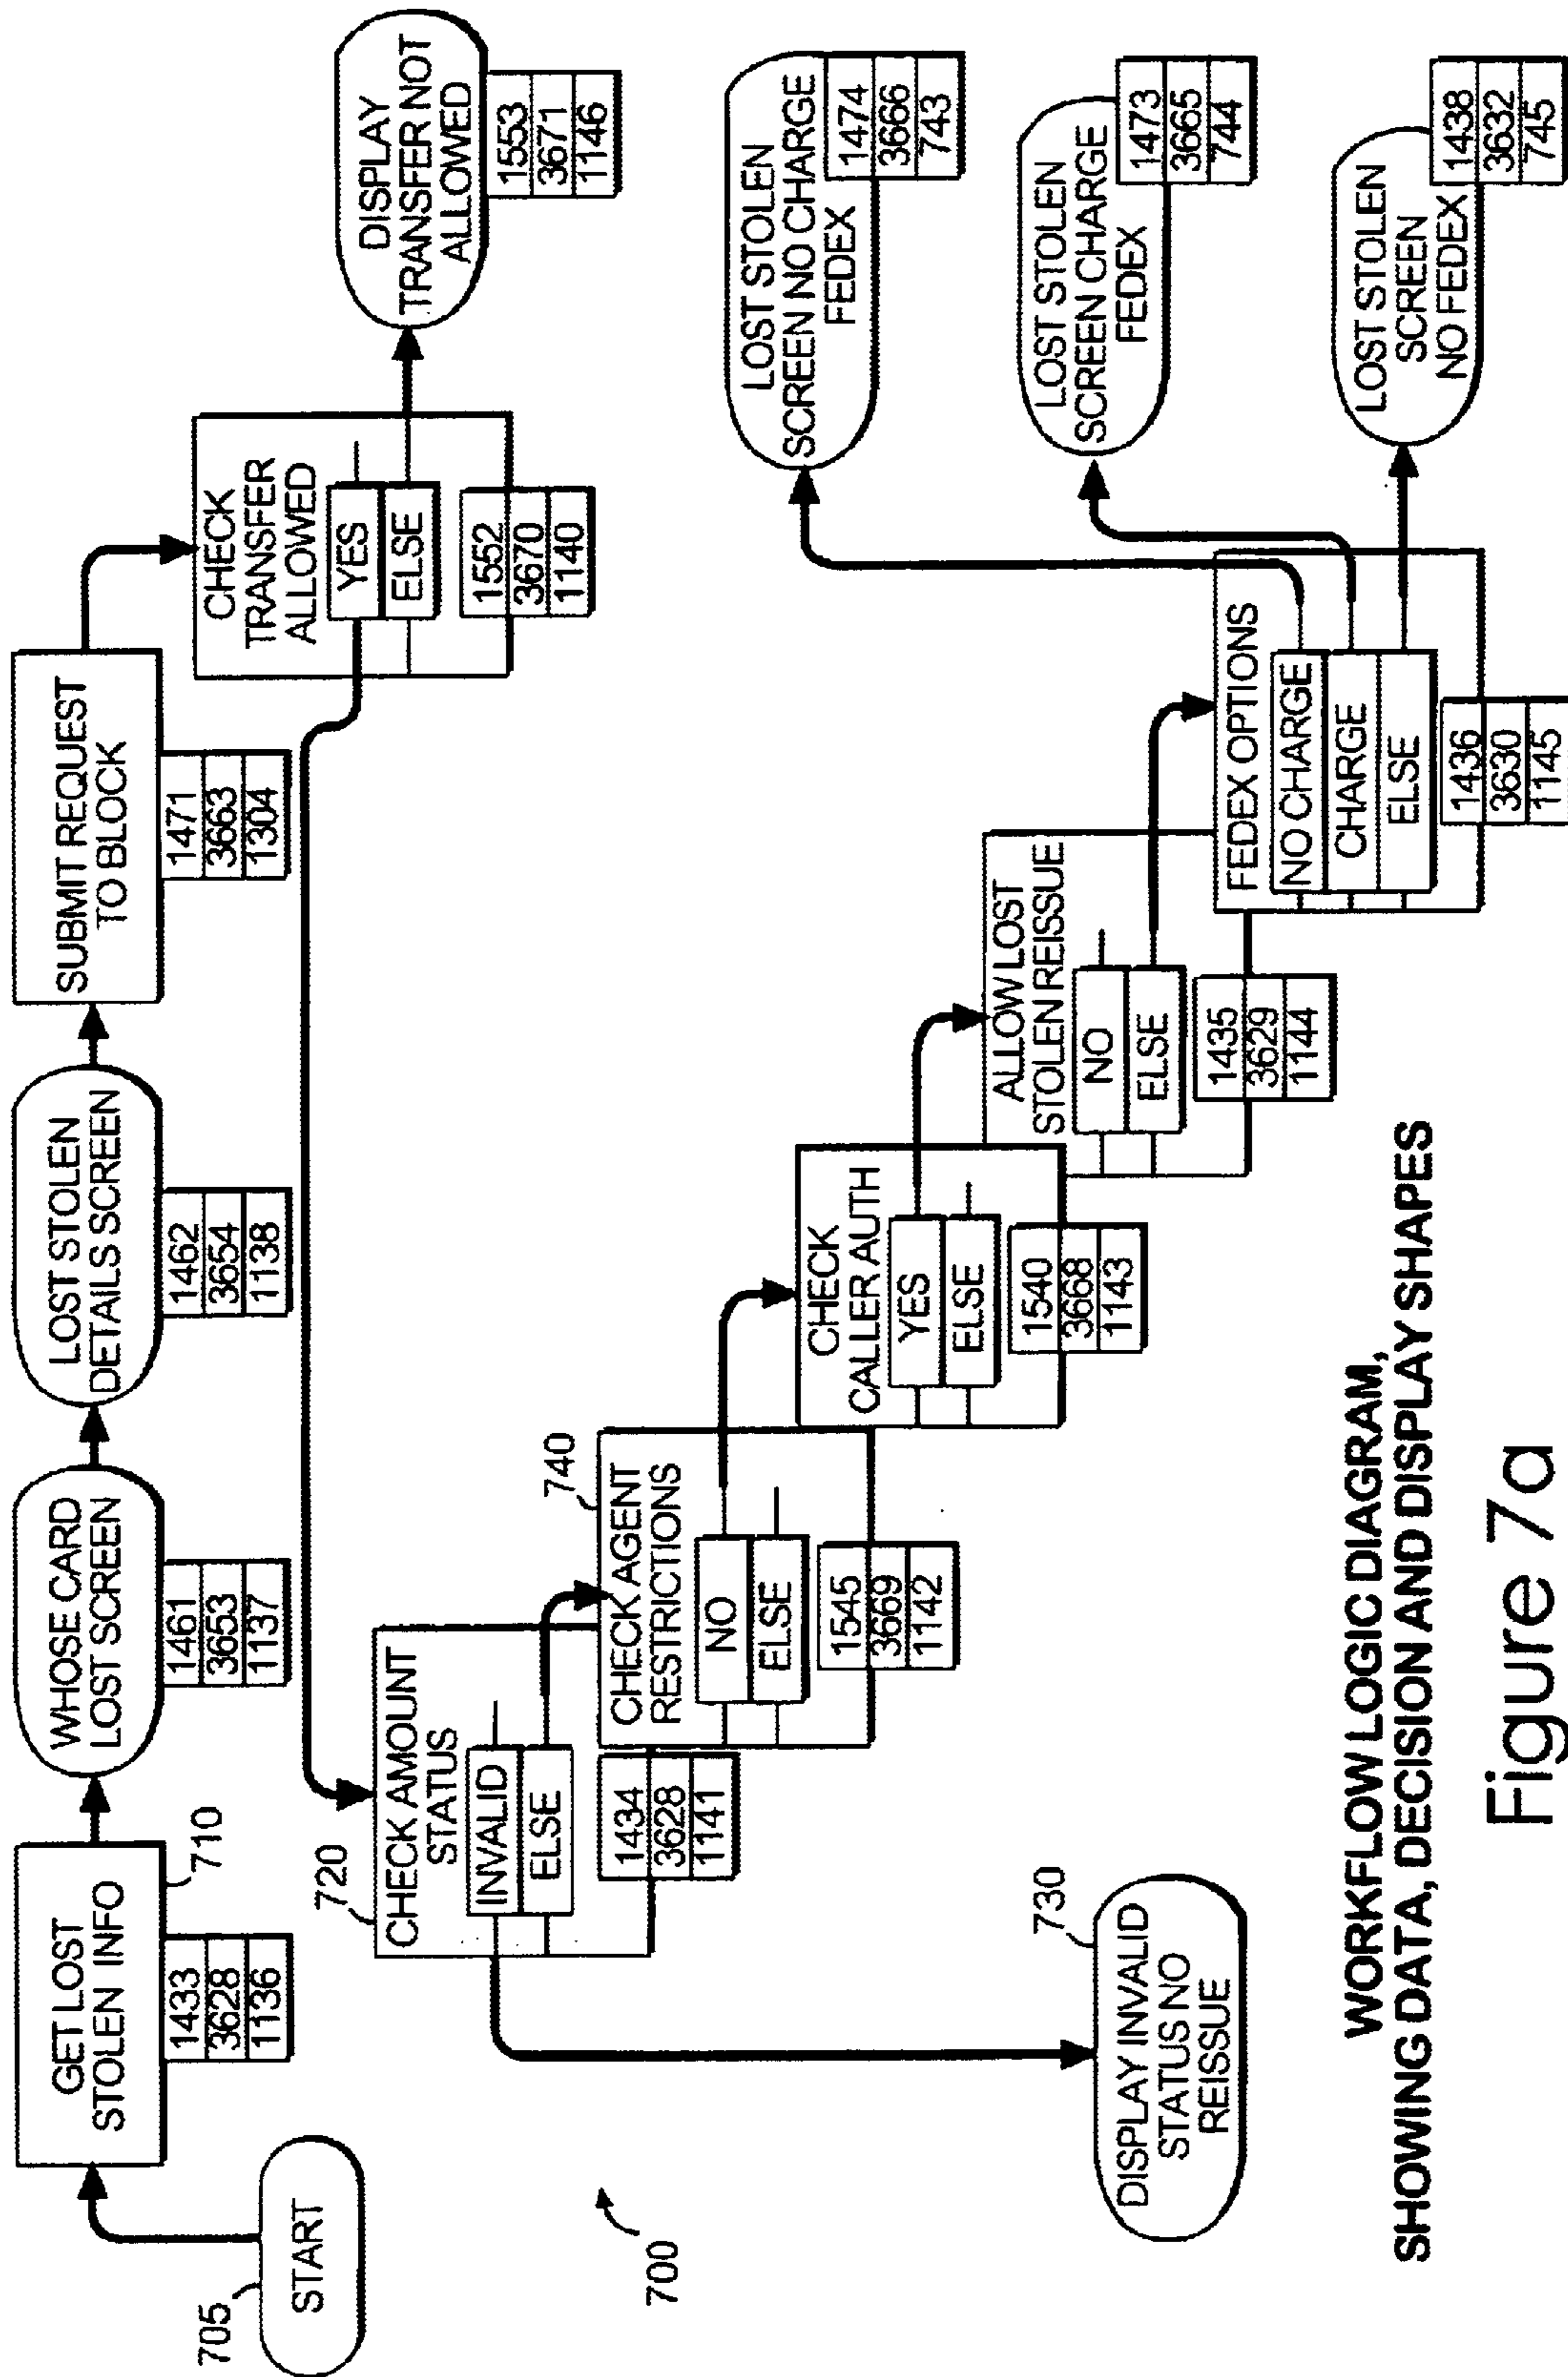 705
START
GET LOST
STOLEN INFO
710
1433
3628
1136
WHOSE CARD
LOST SCREEN
1461
3653
1137
LOST STOLEN
DETAILS SCREEN
1462
3654
1138
SUBMIT REQUEST
TO BLOCK
1471
3663
1304
CHECK
TRANSFER
ALLOWED
YES
ELSE
1552
3670
1140
DISPLAY
TRANSFER NOT
ALLOWED
1553
3671
1146
720
CHECK AMOUNT
STATUS
INVALID
ELSE
1434
3628
1141
740
CHECK AGENT
RESTRICTIONS
NO
ELSE
1545
3669
1142
CHECK
CALLER AUTH
YES
ELSE
1540
3668
1143
ALLOW LOST
STOLEN REISSUE
NO
ELSE
1435
3629
1144
FEDEX OPTIONS
NO CHARGE
CHARGE
ELSE
1436
3630
1145
LOST STOLEN
SCREEN NO CHARGE
FEDEX
1474
3666
743
LOST STOLEN
SCREEN CHARGE
FEDEX
1473
3665
744
LOST STOLEN
SCREEN
NO FEDEX
1438
3632
745
700
730
DISPLAY INVALID
STATUS NO
REISSUE
WORKFLOW LOGIC DIAGRAM,
SHOWING DATA, DECISION AND DISPLAY SHAPES
Figure 7a